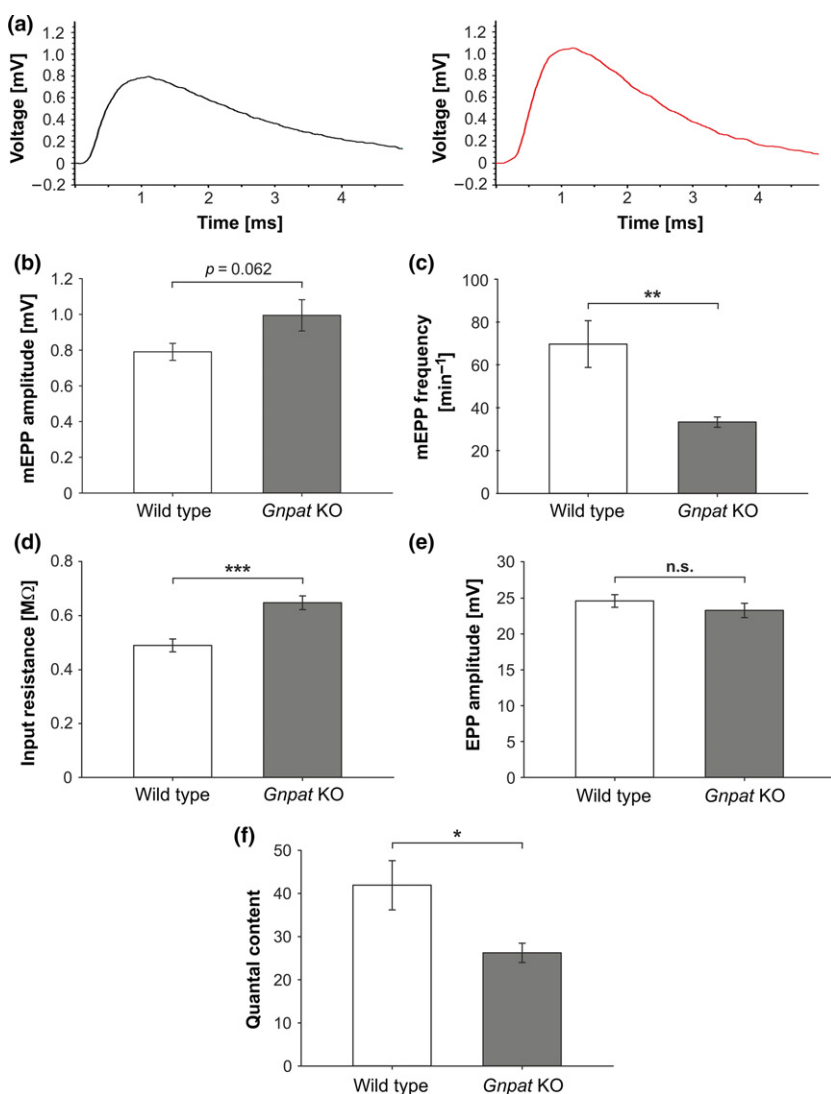 (a)
1.2
1.0
0.8
0.6
0.4
0.2
0
−0.2
Voltage [mV]
1 2 3 4
Time [ms]
1.2
1.0
0.8
0.6
0.4
0.2
0
−0.2
Voltage [mV]
1 2 3 4
Time [ms]
(b)
p = 0.062
1.2
1.0
0.8
0.6
0.4
0.2
0
mEPP amplitude [mV]
Wild type Gnpat KO
(c)
**
100
80
60
40
20
0
mEPP frequency
[min⁻¹]
Wild type Gnpat KO
(d)
***
0.8
0.6
0.4
0.2
0
Input resistance [MΩ]
Wild type Gnpat KO
(e)
n.s.
30
25
20
15
10
5
0
EPP amplitude [mV]
Wild type Gnpat KO
(f)
*
50
40
30
20
10
0
Quantal content
Wild type Gnpat KO